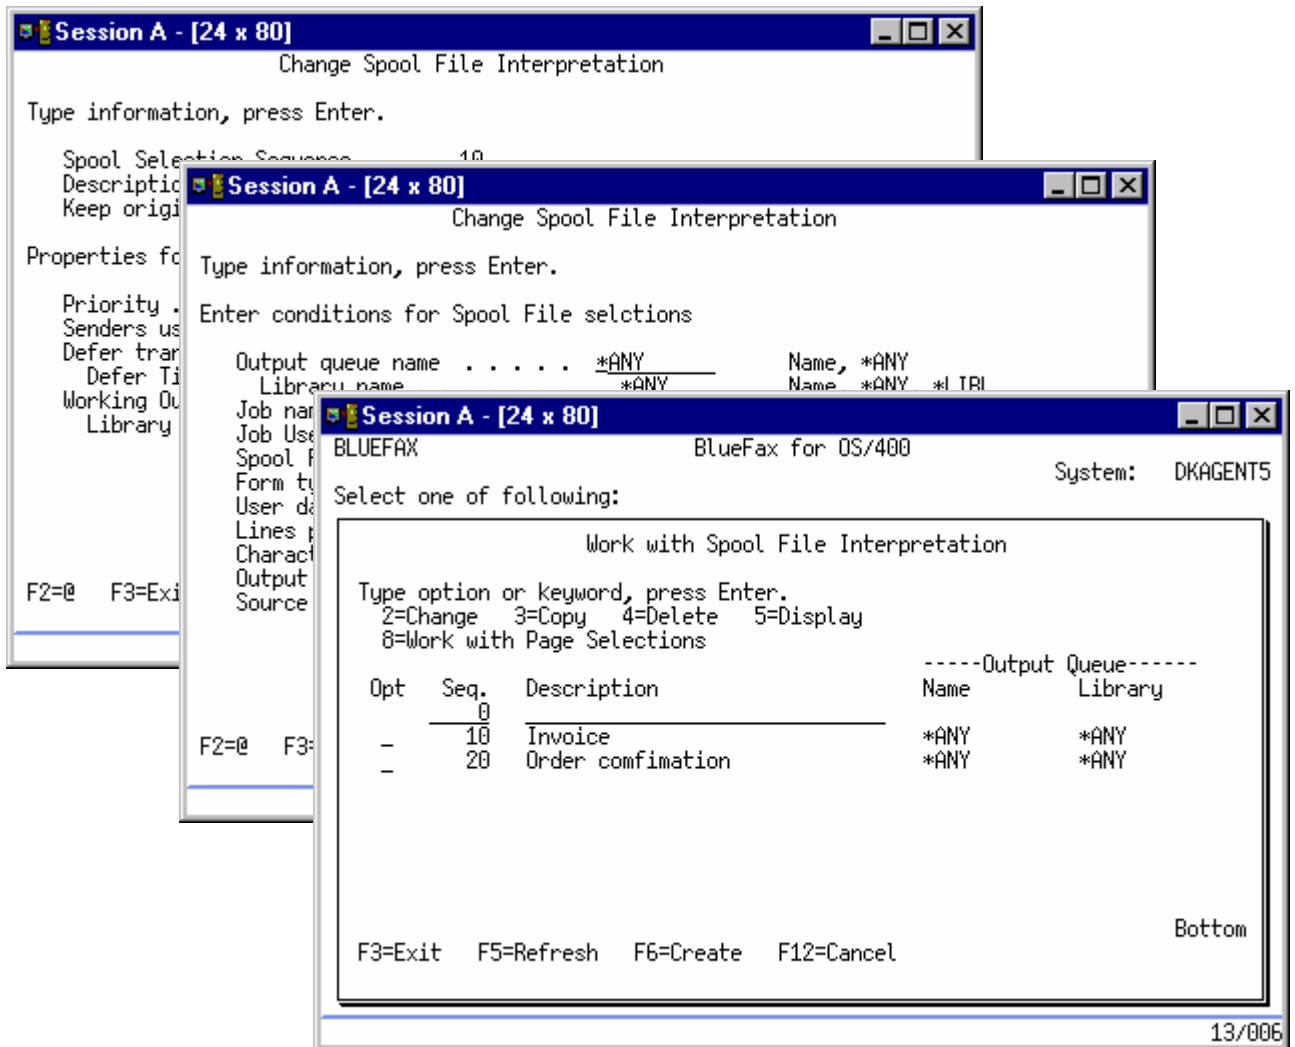 Session A - [24 x 80]
Change Spool File Interpretation
Type information, press Enter.
Spool Selection Sequence 10
Descriptio
Keep origi
Properties fo
Priority .
Senders us
Defer tran
Defer Ti
Working Ou
Library
F2=@ F3=Exi
Session A - [24 x 80]
Change Spool File Interpretation
Type information, press Enter.
Enter conditions for Spool File selctions
Output queue name . . . . . *ANY Name, *ANY
Library name . . . . . . . *ANY Name, *ANY, *LIBL
Job nam
Job Use
Spool F
Form ty
User da
Lines p
Charact
Output
Source
F2=@ F3=
Session A - [24 x 80]
BLUEFAX BlueFax for OS/400
System: DKAGENT5
Select one of following:
Work with Spool File Interpretation
Type option or keyword, press Enter.
2=Change 3=Copy 4=Delete 5=Display
8=Work with Page Selections
-----Output Queue------
Opt Seq. Description Name Library
0
_ 10 Invoice *ANY *ANY
_ 20 Order comfimation *ANY *ANY
Bottom
F3=Exit F5=Refresh F6=Create F12=Cancel
13/006